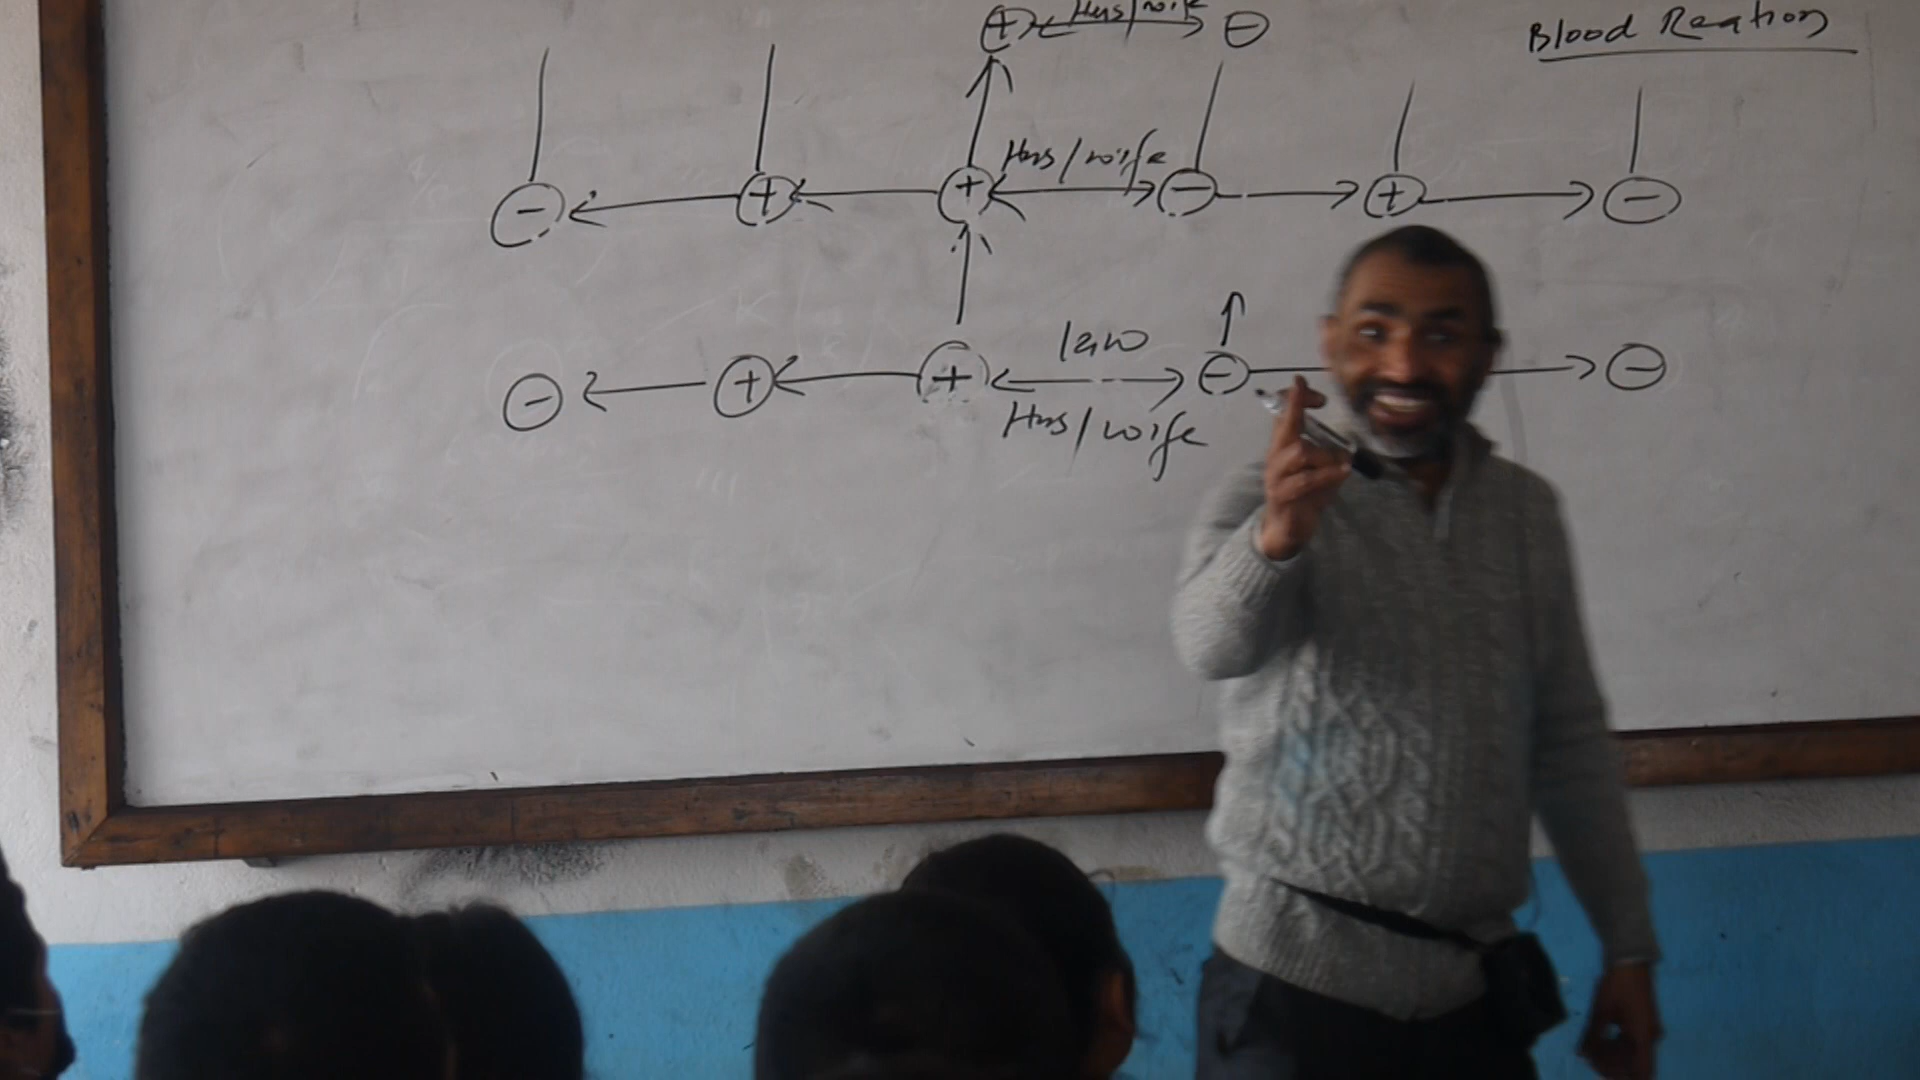 Hus/wife
Blood Reation
+ -
Hus/wife
- + + - + -
law
- + + - -
Hus/wife